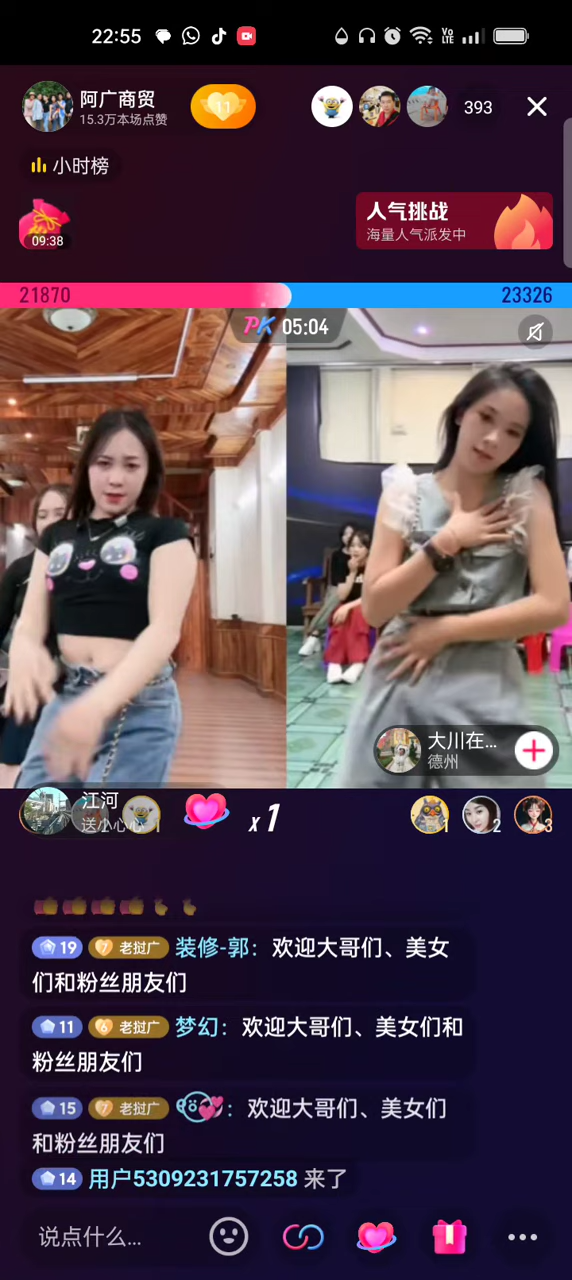 22:55
Vo LTE
阿广商贸
15.3万本场点赞
11
393
小时榜
09:38
人气挑战
海量人气派发中
21870
23326
PK 05:04
大川在...
德州
江河
送小心心
x1
1
2
3
19 7 老挝广 装修-郭：欢迎大哥们、美女
们和粉丝朋友们
11 6 老挝广 梦幻：欢迎大哥们、美女们和
粉丝朋友们
15 7 老挝广 ：欢迎大哥们、美女们
和粉丝朋友们
14 用户5309231757258 来了
说点什么...